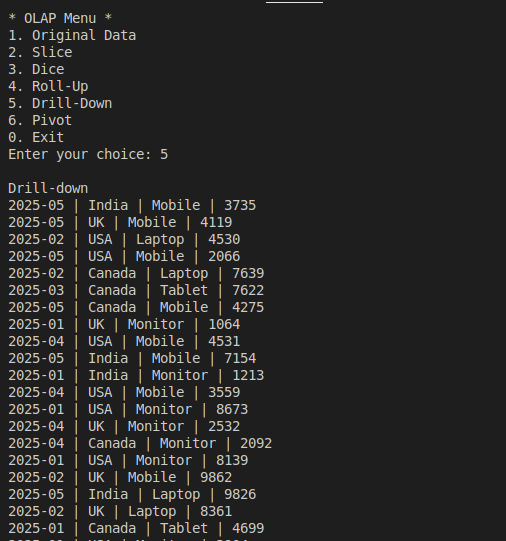 * OLAP Menu *
1. Original Data
2. Slice
3. Dice
4. Roll-Up
5. Drill-Down
6. Pivot
0. Exit
Enter your choice: 5
Drill-down
2025-05 | India | Mobile | 3735
2025-05 | UK | Mobile | 4119
2025-02 | USA | Laptop | 4530
2025-05 | USA | Mobile | 2066
2025-02 | Canada | Laptop | 7639
2025-03 | Canada | Tablet | 7622
2025-05 | Canada | Mobile | 4275
2025-01 | UK | Monitor | 1064
2025-04 | USA | Mobile | 4531
2025-05 | India | Mobile | 7154
2025-01 | India | Monitor | 1213
2025-04 | USA | Mobile | 3559
2025-01 | USA | Monitor | 8673
2025-04 | UK | Monitor | 2532
2025-04 | Canada | Monitor | 2092
2025-01 | USA | Monitor | 8139
2025-02 | UK | Mobile | 9862
2025-05 | India | Laptop | 9826
2025-02 | UK | Laptop | 8361
2025-01 | Canada | Tablet | 4699